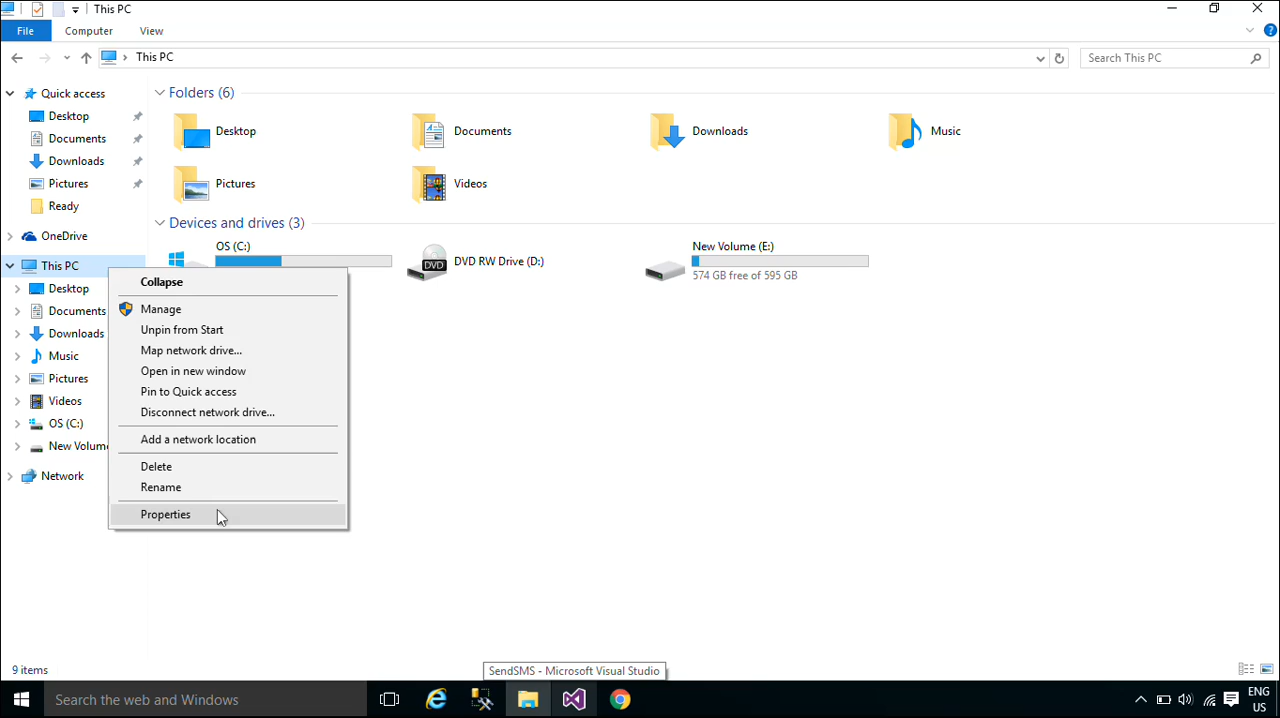 This PC
File
Computer
View
This PC
Search This PC
Quick access
Desktop
Documents
Downloads
Pictures
Ready
OneDrive
This PC
Desktop
Documents
Downloads
Music
Pictures
Videos
OS (C:)
New Volume
Network
Folders (6)
Desktop
Documents
Downloads
Music
Pictures
Videos
Devices and drives (3)
OS (C:)
DVD RW Drive (D:)
DVD
New Volume (E:)
574 GB free of 595 GB
Collapse
Manage
Unpin from Start
Map network drive...
Open in new window
Pin to Quick access
Disconnect network drive...
Add a network location
Delete
Rename
Properties
9 items
SendSMS - Microsoft Visual Studio
Search the web and Windows
ENG
US